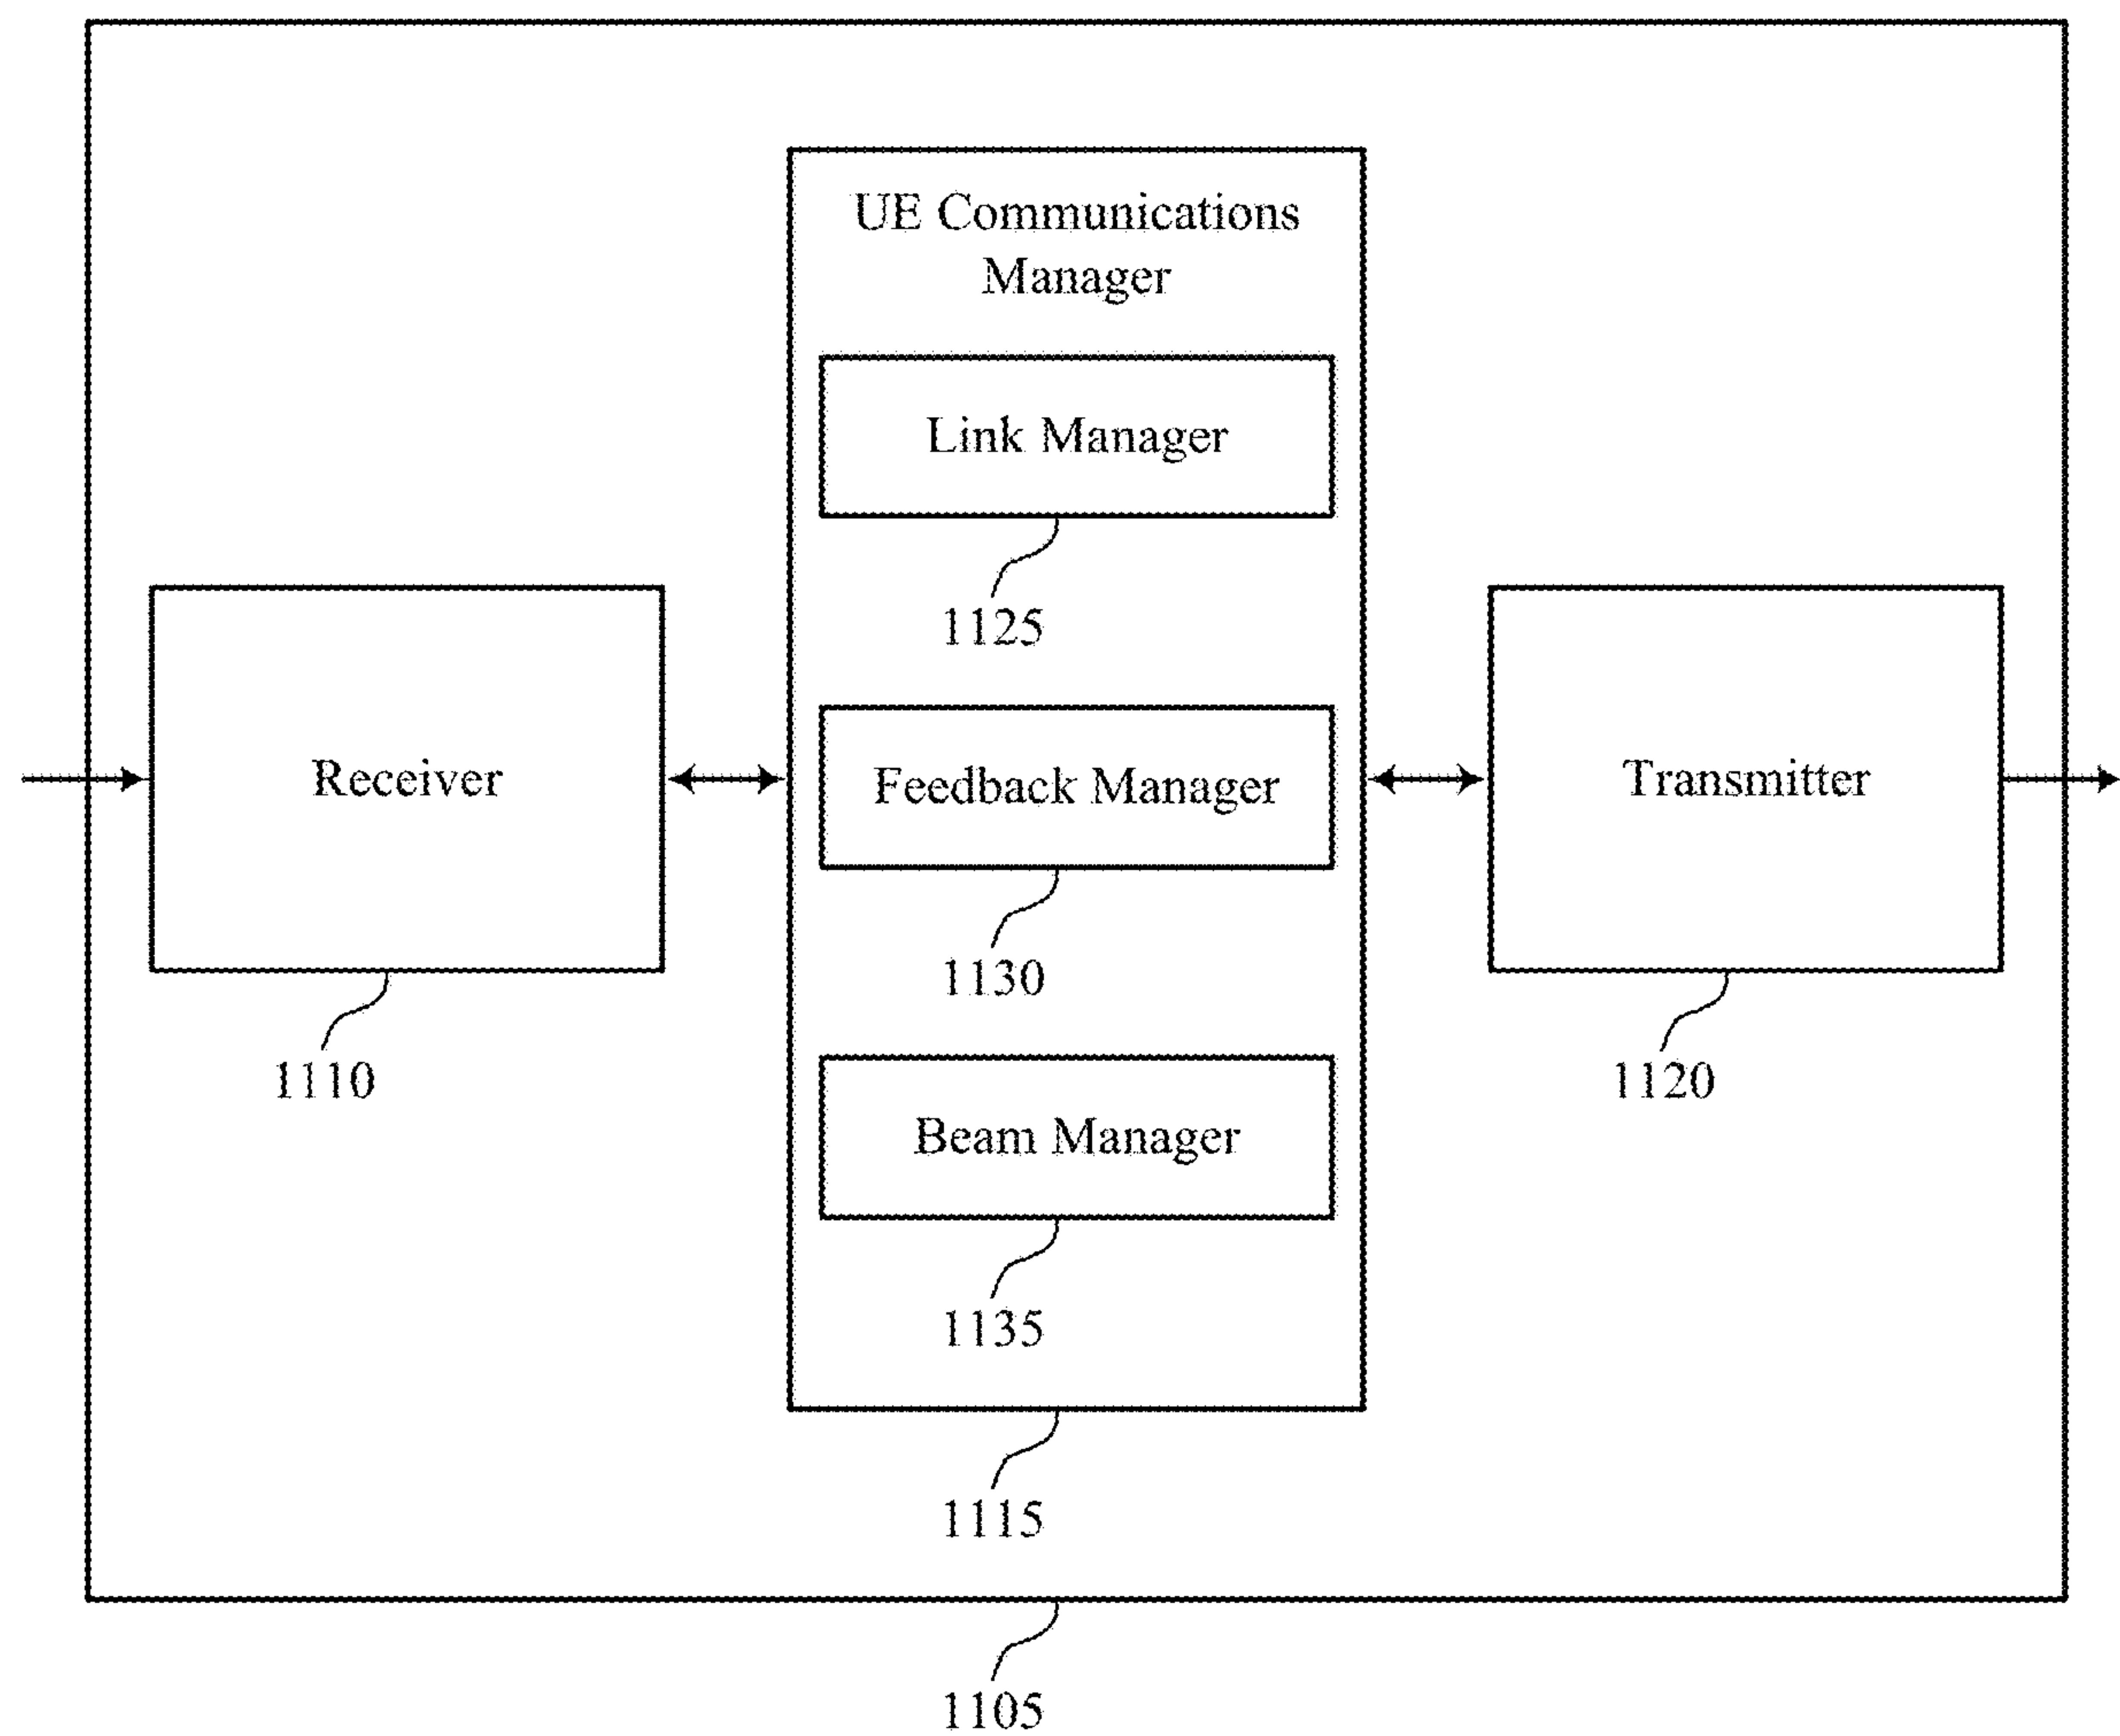 UE Communications
Manager
Link Manager
1125
Receiver
Feedback Manager
Transmitter
1130
1110
1120
Beam Manager
1135
1115
1105